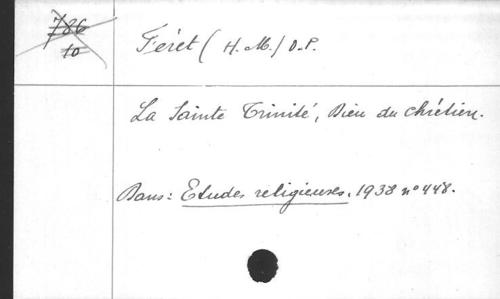 786
10
Féret (H.M.) O.P.
La Sainte Trinité, Dieu du chrétien.
Dans: Etudes religieuses, 1938 n° 448.